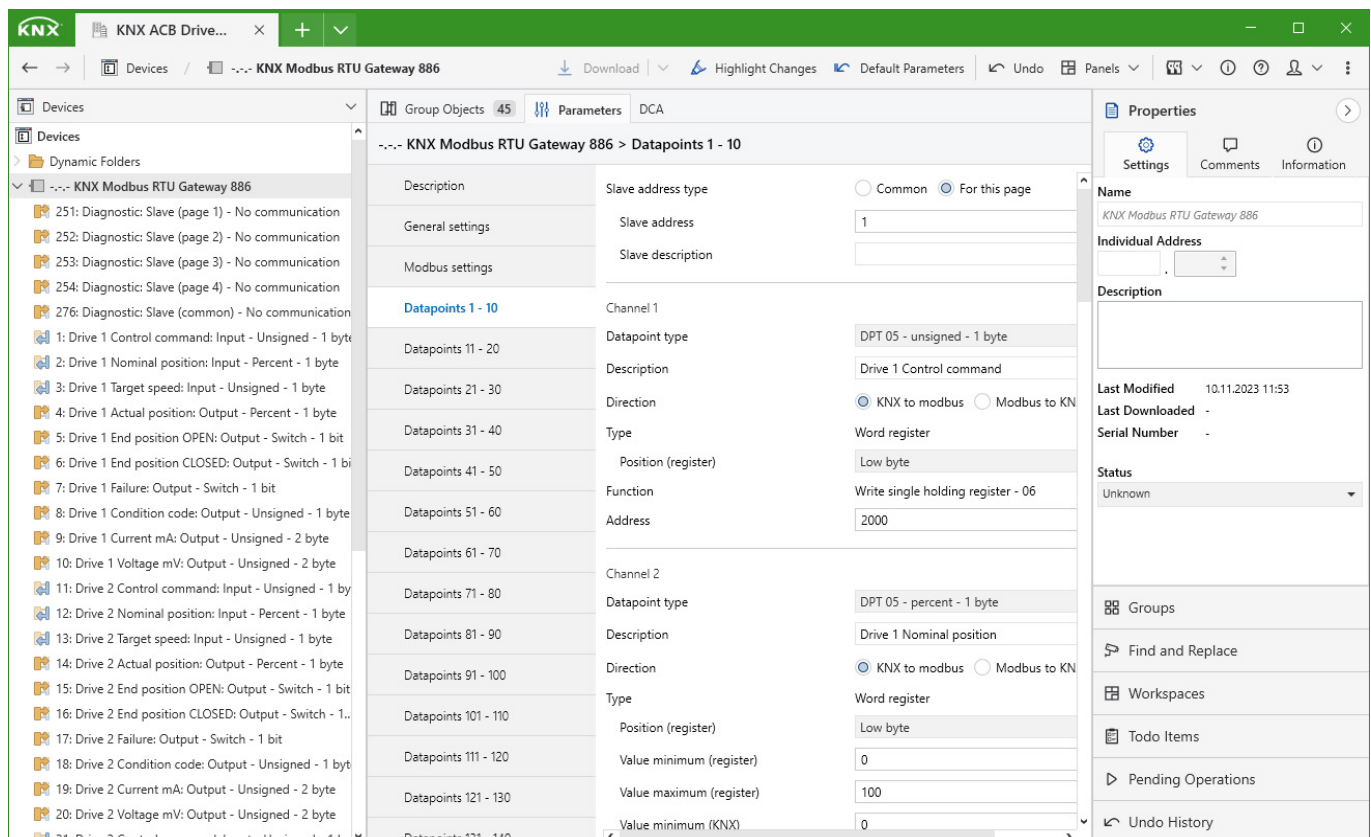 KNX KNX ACB Drive...
Devices / -.-.- KNX Modbus RTU Gateway 886 Download Highlight Changes Default Parameters Undo Panels
Devices
Devices
Dynamic Folders
-.-.- KNX Modbus RTU Gateway 886
251: Diagnostic: Slave (page 1) - No communication
252: Diagnostic: Slave (page 2) - No communication
253: Diagnostic: Slave (page 3) - No communication
254: Diagnostic: Slave (page 4) - No communication
276: Diagnostic: Slave (common) - No communication
1: Drive 1 Control command: Input - Unsigned - 1 byte
2: Drive 1 Nominal position: Input - Percent - 1 byte
3: Drive 1 Target speed: Input - Unsigned - 1 byte
4: Drive 1 Actual position: Output - Percent - 1 byte
5: Drive 1 End position OPEN: Output - Switch - 1 bit
6: Drive 1 End position CLOSED: Output - Switch - 1 bi
7: Drive 1 Failure: Output - Switch - 1 bit
8: Drive 1 Condition code: Output - Unsigned - 1 byte
9: Drive 1 Current mA: Output - Unsigned - 2 byte
10: Drive 1 Voltage mV: Output - Unsigned - 2 byte
11: Drive 2 Control command: Input - Unsigned - 1 by
12: Drive 2 Nominal position: Input - Percent - 1 byte
13: Drive 2 Target speed: Input - Unsigned - 1 byte
14: Drive 2 Actual position: Output - Percent - 1 byte
15: Drive 2 End position OPEN: Output - Switch - 1 bit
16: Drive 2 End position CLOSED: Output - Switch - 1...
17: Drive 2 Failure: Output - Switch - 1 bit
18: Drive 2 Condition code: Output - Unsigned - 1 byt
19: Drive 2 Current mA: Output - Unsigned - 2 byte
20: Drive 2 Voltage mV: Output - Unsigned - 2 byte
Group Objects 45 Parameters DCA
-.-.- KNX Modbus RTU Gateway 886 > Datapoints 1 - 10
Description
General settings
Modbus settings
Datapoints 1 - 10
Datapoints 11 - 20
Datapoints 21 - 30
Datapoints 31 - 40
Datapoints 41 - 50
Datapoints 51 - 60
Datapoints 61 - 70
Datapoints 71 - 80
Datapoints 81 - 90
Datapoints 91 - 100
Datapoints 101 - 110
Datapoints 111 - 120
Datapoints 121 - 130
Slave address type Common For this page
Slave address 1
Slave description
Channel 1
Datapoint type DPT 05 - unsigned - 1 byte
Description Drive 1 Control command
Direction KNX to modbus Modbus to KN
Type Word register
Position (register) Low byte
Function Write single holding register - 06
Address 2000
Channel 2
Datapoint type DPT 05 - percent - 1 byte
Description Drive 1 Nominal position
Direction KNX to modbus Modbus to KN
Type Word register
Position (register) Low byte
Value minimum (register) 0
Value maximum (register) 100
Value minimum (KNX) 0
Properties
Settings Comments Information
Name
KNX Modbus RTU Gateway 886
Individual Address
.
Description
Last Modified 10.11.2023 11:53
Last Downloaded -
Serial Number -
Status
Unknown
Groups
Find and Replace
Workspaces
Todo Items
Pending Operations
Undo History